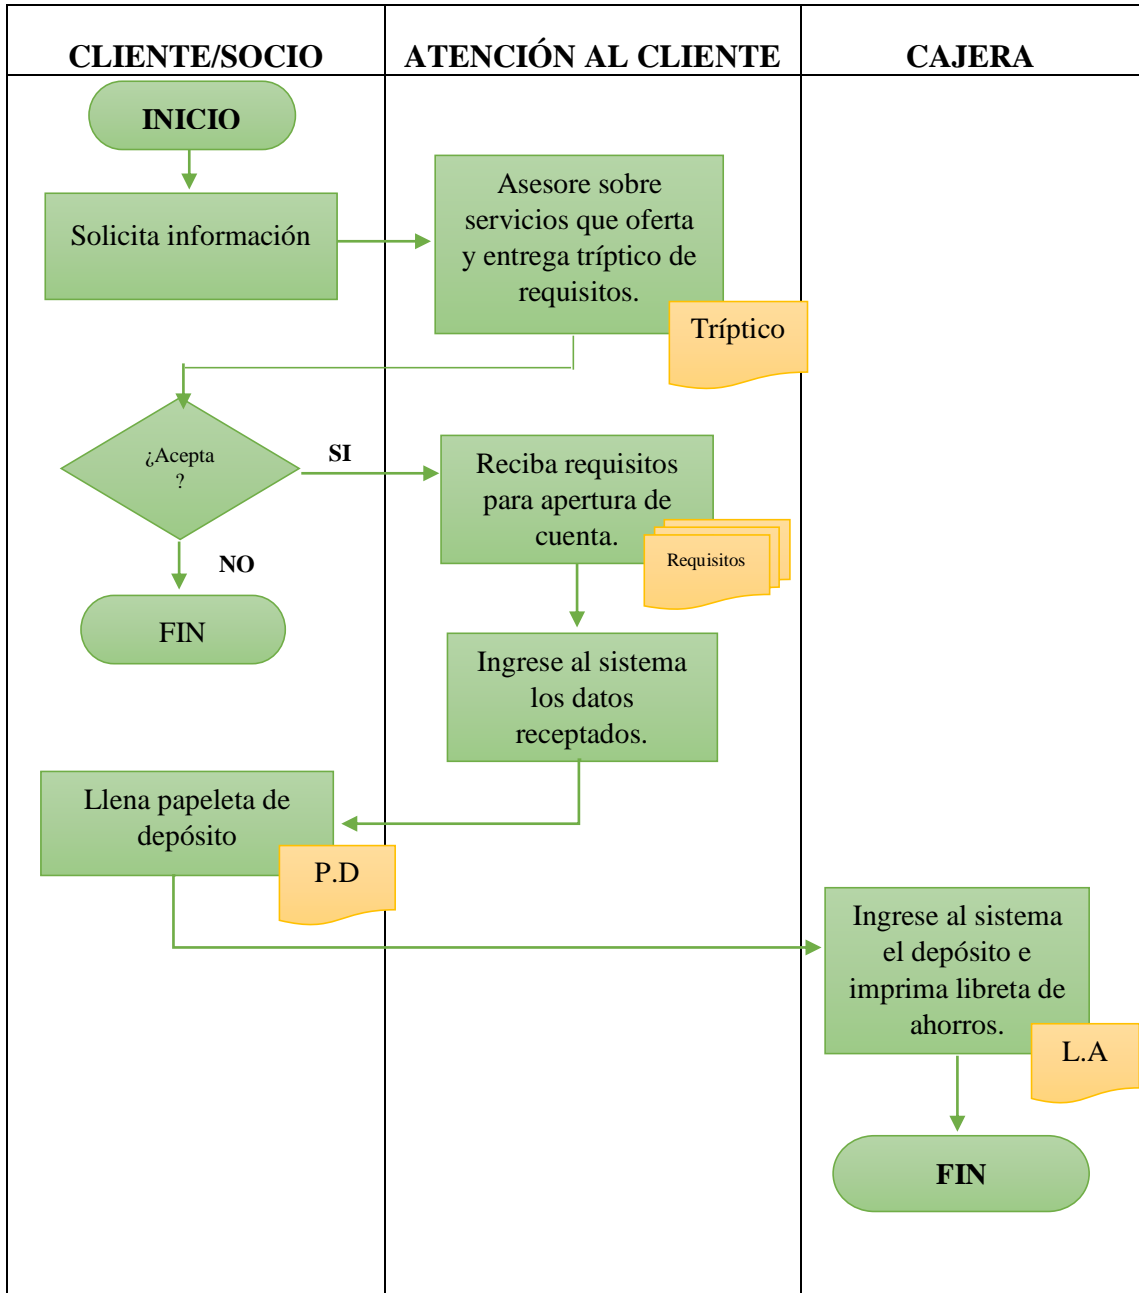 CLIENTE/SOCIO
ATENCIÓN AL CLIENTE
CAJERA
INICIO
Solicita información
Asesore sobre
servicios que oferta
y entrega tríptico de
requisitos.
Tríptico
¿Acepta
?
SI
NO
FIN
Reciba requisitos
para apertura de
cuenta.
Requisitos
Ingrese al sistema
los datos
receptados.
Llena papeleta de
depósito
P.D
Ingrese al sistema
el depósito e
imprima libreta de
ahorros.
L.A
FIN